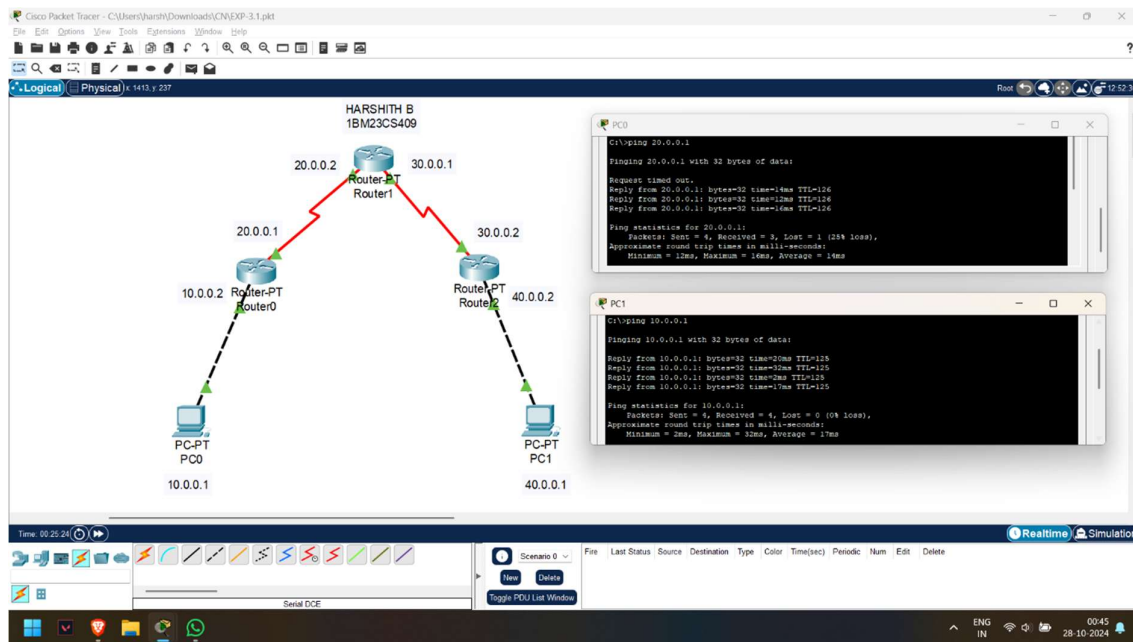 Cisco Packet Tracer - C:\Users\harsh\Downloads\CN\EXP-3.1.pkt
File Edit Options View Tools Extensions Window Help
?
Logical Physical x: 1413, y: 237
Root 12:52:3
HARSHITH B
1BM23CS409
20.0.0.2
30.0.0.1
Router-PT
Router1
20.0.0.1
30.0.0.2
10.0.0.2
Router-PT
Router0
Router-PT
Router2
40.0.0.2
PC-PT
PC0
10.0.0.1
PC-PT
PC1
40.0.0.1
PC0
C:\>ping 20.0.0.1
Pinging 20.0.0.1 with 32 bytes of data:
Request timed out.
Reply from 20.0.0.1: bytes=32 time=14ms TTL=126
Reply from 20.0.0.1: bytes=32 time=12ms TTL=126
Reply from 20.0.0.1: bytes=32 time=16ms TTL=126
Ping statistics for 20.0.0.1:
Packets: Sent = 4, Received = 3, Lost = 1 (25% loss),
Approximate round trip times in milli-seconds:
Minimum = 12ms, Maximum = 16ms, Average = 14ms
PC1
C:\>ping 10.0.0.1
Pinging 10.0.0.1 with 32 bytes of data:
Reply from 10.0.0.1: bytes=32 time=20ms TTL=125
Reply from 10.0.0.1: bytes=32 time=32ms TTL=125
Reply from 10.0.0.1: bytes=32 time=2ms TTL=125
Reply from 10.0.0.1: bytes=32 time=17ms TTL=125
Ping statistics for 10.0.0.1:
Packets: Sent = 4, Received = 4, Lost = 0 (0% loss),
Approximate round trip times in milli-seconds:
Minimum = 2ms, Maximum = 32ms, Average = 17ms
Time: 00:25:24
Realtime Simulation
Scenario 0
New Delete
Toggle PDU List Window
Fire Last Status Source Destination Type Color Time(sec) Periodic Num Edit Delete
Serial DCE
ENG
IN
00:45
28-10-2024